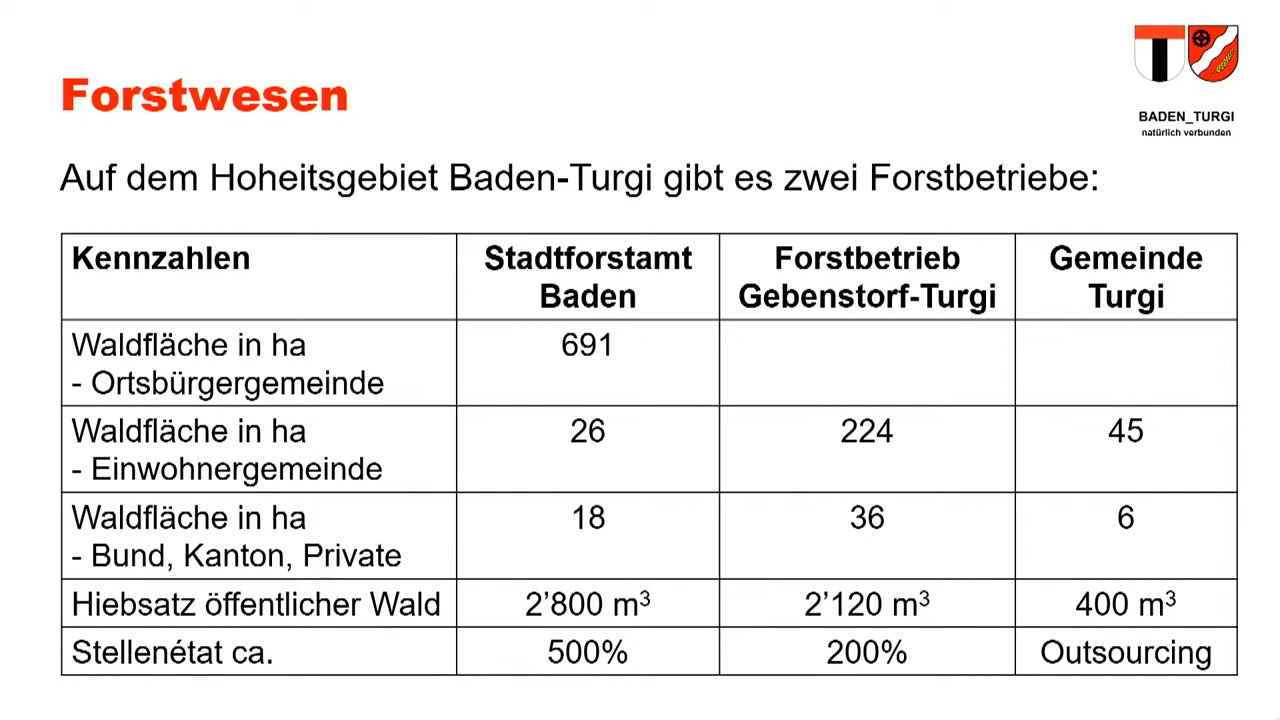 BADEN_TURGI
natürlich verbunden
Forstwesen
Auf dem Hoheitsgebiet Baden-Turgi gibt es zwei Forstbetriebe:
Kennzahlen Stadtforstamt Forstbetrieb Gemeinde
Baden Gebenstorf-Turgi Turgi
Waldfläche in ha 691
- Ortsbürgergemeinde
Waldfläche in ha 26 224 45
- Einwohnergemeinde
Waldfläche in ha 18 36 6
- Bund, Kanton, Private
Hiebsatz öffentlicher Wald 2’800 m³ 2’120 m³ 400 m³
Stellenétat ca. 500% 200% Outsourcing